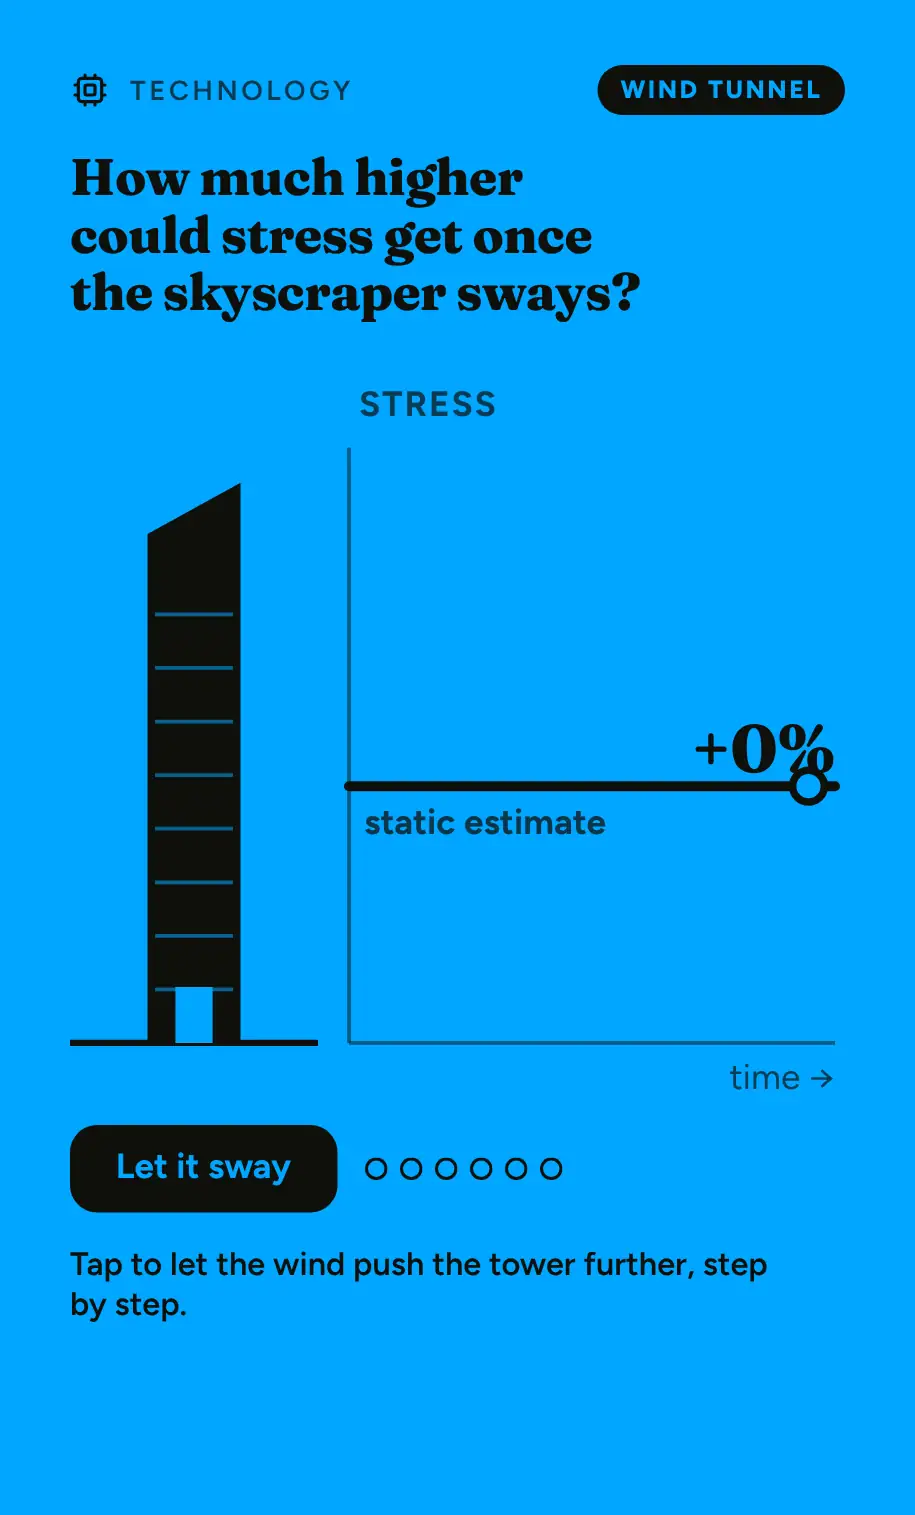 TECHNOLOGY
WIND TUNNEL
How much higher
could stress get once
the skyscraper sways?
STRESS
+0%
static estimate
time →
Let it sway
Tap to let the wind push the tower further, step
by step.